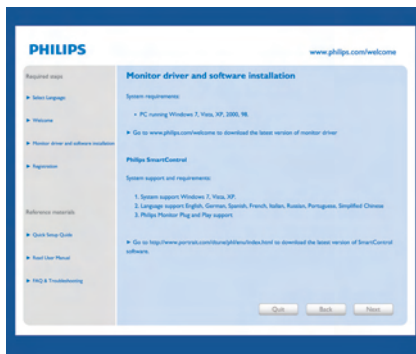 PHILIPS
www.philips.com/welcome
Required steps
Select Language
Welcome
Monitor driver and software installation
Registration
Reference materials
Quick Setup Guide
Read User Manual
FAQ & Troubleshooting
Monitor driver and software installation
System requirements:
• PC running Windows 7, Vista, XP, 2000, 98.
Go to www.philips.com/welcome to download the latest version of monitor driver
Philips SmartControl
System support and requirements:
1. System support Windows 7, Vista, XP.
2. Language support English, German, Spanish, French, Italian, Russian, Portuguese, Simplified Chinese
3. Philips Monitor Plug and Play support
Go to http://www.portrait.com/dtune/phl/enu/index.html to download the latest version of SmartControl
software.
Quit
Back
Next